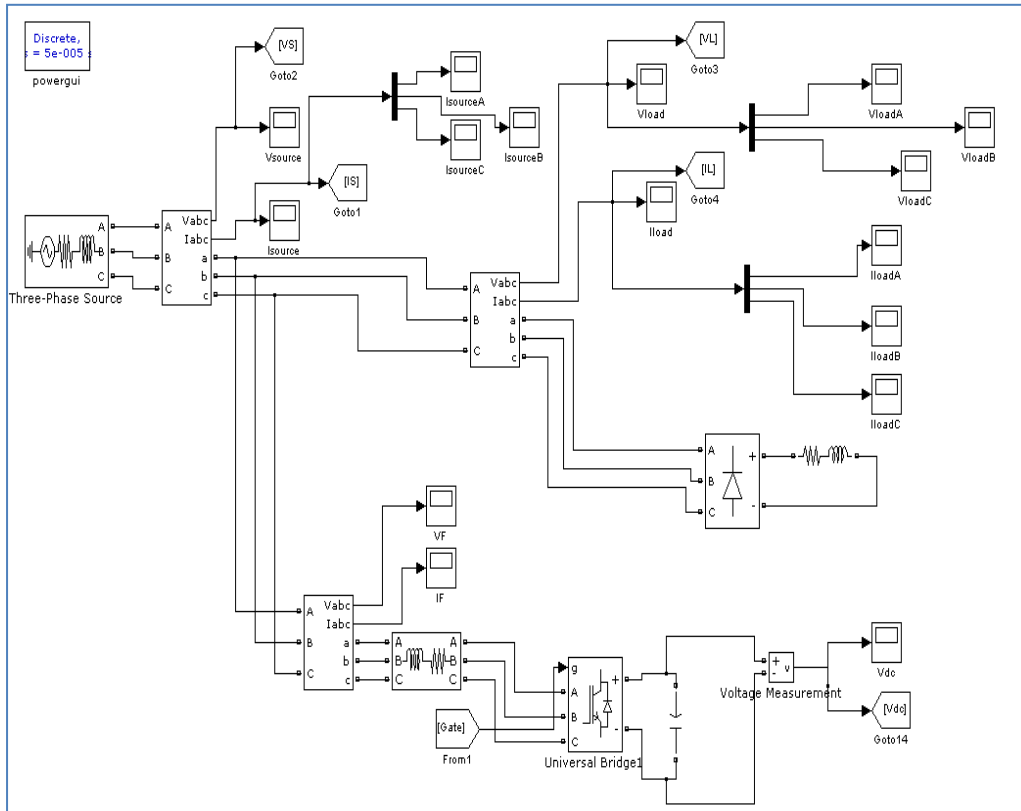 Discrete,
s = 5e-005 s
powergui
[VS]
Goto2
Vsource
IsourceA
IsourceB
IsourceC
[IS]
Goto1
Isource
[VL]
Goto3
Vload
VloadA
VloadB
VloadC
[IL]
Goto4
Iload
IloadA
IloadB
IloadC
A
B
C
Three-Phase Source
A
B
C
Vabc
Iabc
a
b
c
A
B
C
Vabc
Iabc
a
b
c
A
B
C
+
-
VF
IF
A
B
C
Vabc
Iabc
a
b
c
A
B
C
A
B
C
[Gate]
From1
g
A
B
C
+
-
Universal Bridge1
+
-
v
Voltage Measurement
Vdc
[Vdc]
Goto14